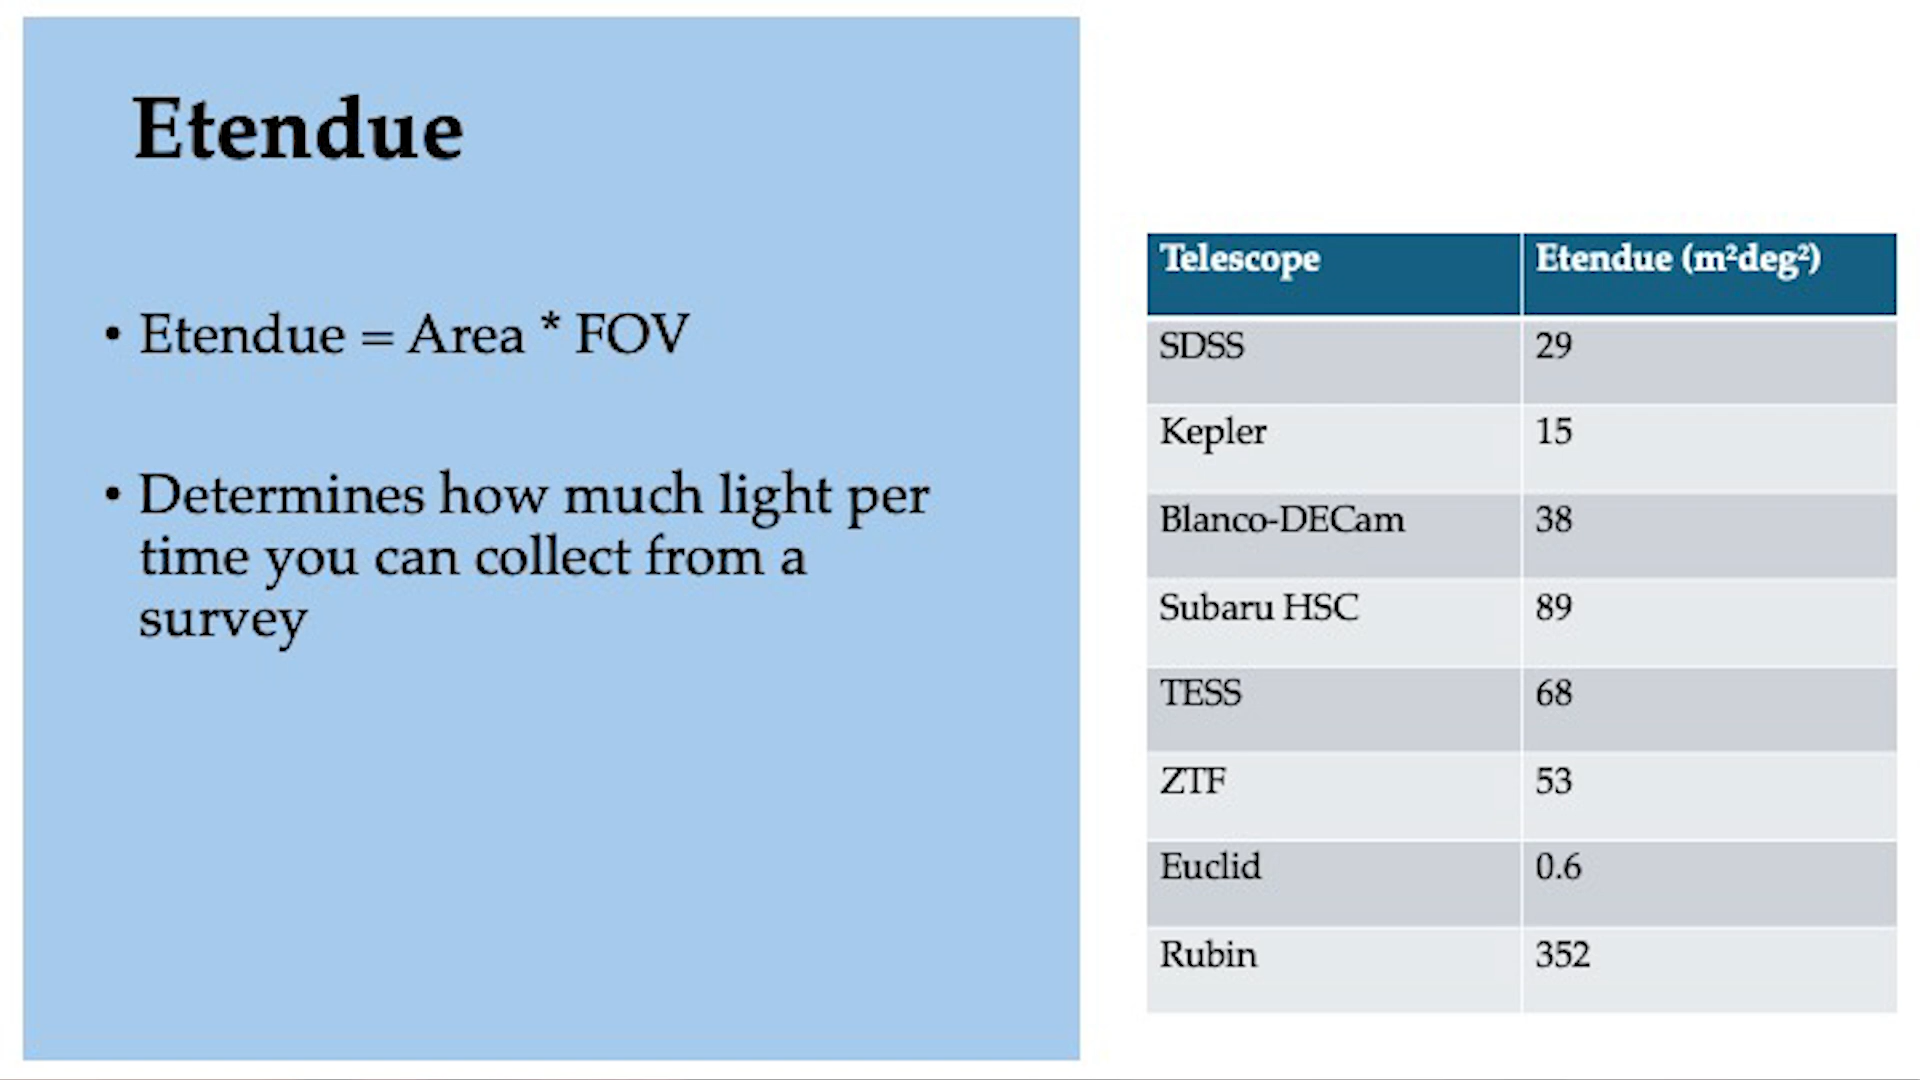 Etendue
• Etendue = Area * FOV
• Determines how much light per
time you can collect from a
survey
Telescope Etendue (m²deg²)
SDSS 29
Kepler 15
Blanco-DECam 38
Subaru HSC 89
TESS 68
ZTF 53
Euclid 0.6
Rubin 352